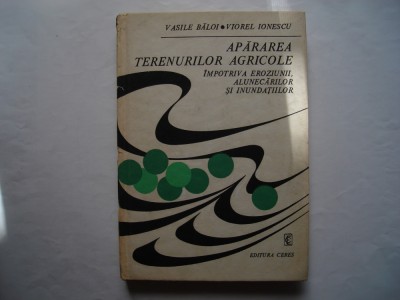 VASILE BĂLOI • VIOREL IONESCU
APĂRAREA
TERENURILOR AGRICOLE
ÎMPOTRIVA EROZIUNII,
ALUNECĂRILOR
ȘI INUNDAȚIILOR
EDITURA CERES